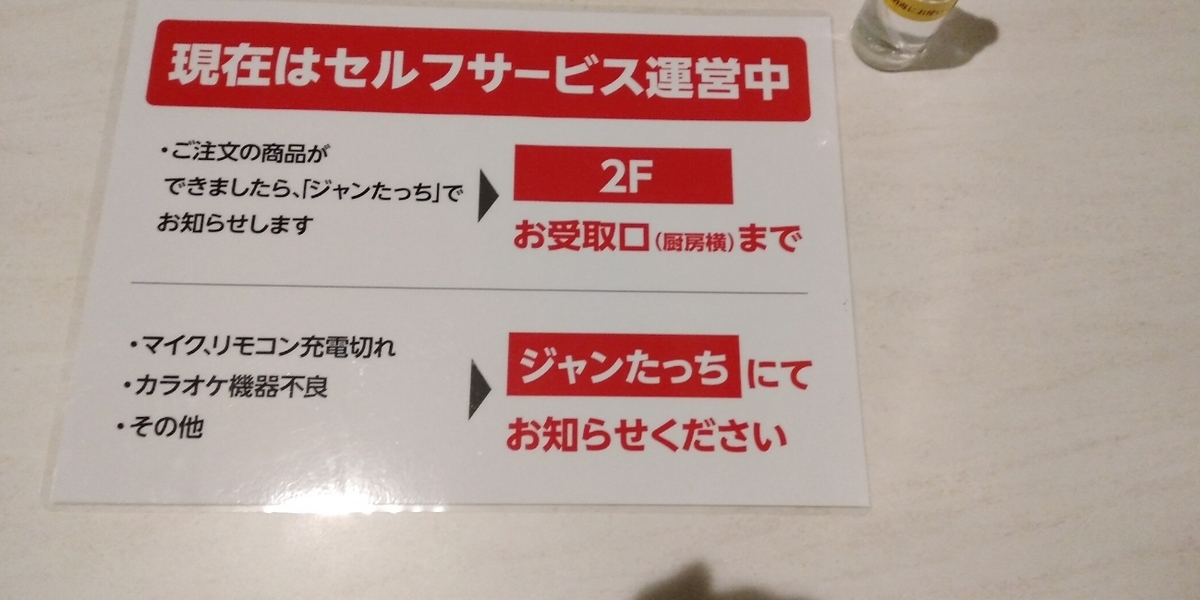 現在はセルフサービス運営中
・ご注文の商品が
できましたら、「ジャンたっち」で
お知らせします
2F
お受取口(厨房横)まで
・マイク、リモコン充電切れ
・カラオケ機器不良
・その他
ジャンたっちにて
お知らせください